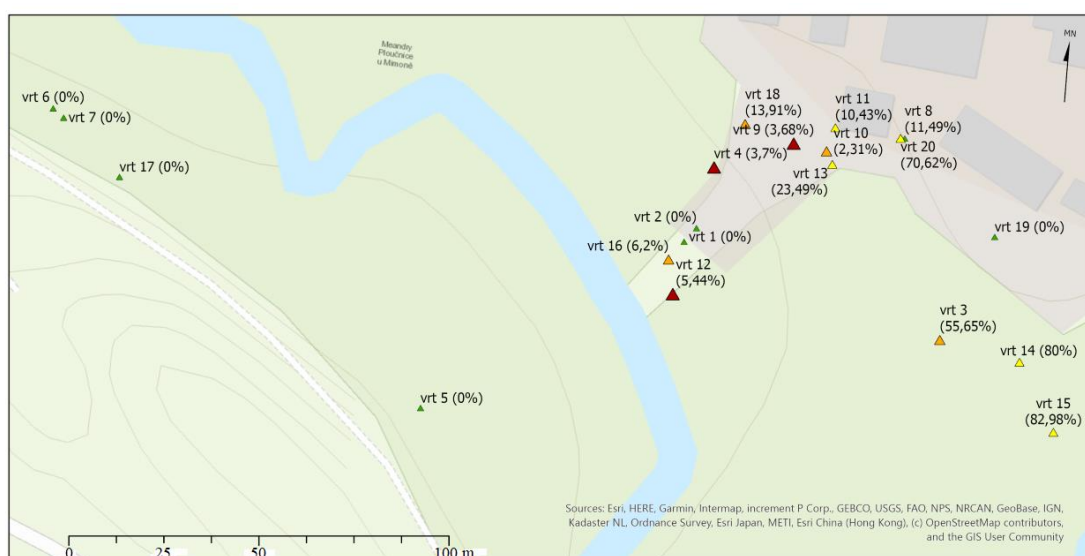 Meandry
Ploučnice
u Mimoně
MN
vrt 6 (0%)
vrt 7 (0%)
vrt 17 (0%)
vrt 18
(13,91%)
vrt 11
(10,43%)
vrt 8
(11,49%)
vrt 9 (3,68%)
vrt 10
(2,31%)
vrt 20
(70,62%)
vrt 4 (3,7%)
vrt 13
(23,49%)
vrt 2 (0%)
vrt 1 (0%)
vrt 19 (0%)
vrt 16 (6,2%)
vrt 12
(5,44%)
vrt 3
(55,65%)
vrt 14 (80%)
vrt 5 (0%)
vrt 15
(82,98%)
Sources: Esri, HERE, Garmin, Intermap, increment P Corp., GEBCO, USGS, FAO, NPS, NRCAN, GeoBase, IGN,
Kadaster NL, Ordnance Survey, Esri Japan, METI, Esri China (Hong Kong), (c) OpenStreetMap contributors,
and the GIS User Community
0 25 50 100 m